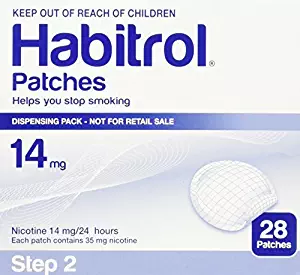 KEEP OUT OF REACH OF CHILDREN
Habitrol®
Patches
Helps you stop smoking
DISPENSING PACK - NOT FOR RETAIL SALE
14 mg
Nicotine 14 mg/24 hours
Each patch contains 35 mg nicotine
28
Patches
Step 2